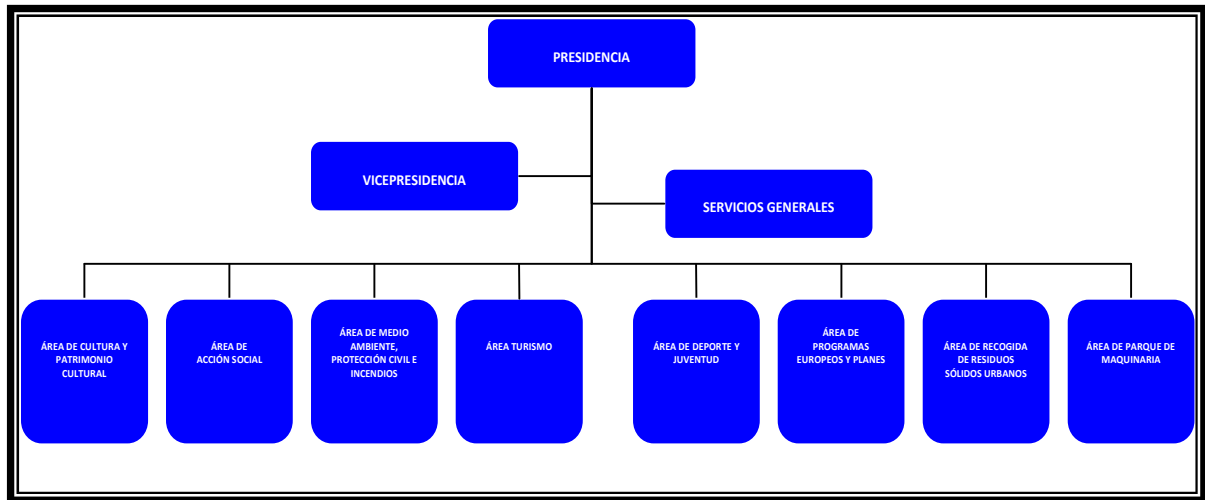 PRESIDENCIA
VICEPRESIDENCIA
SERVICIOS GENERALES
ÁREA DE CULTURA Y
PATRIMONIO
CULTURAL
ÁREA DE
ACCIÓN SOCIAL
ÁREA DE MEDIO
AMBIENTE,
PROTECCIÓN CIVIL E
INCENDIOS
ÁREA TURISMO
ÁREA DE DEPORTE Y
JUVENTUD
ÁREA DE
PROGRAMAS
EUROPEOS Y PLANES
ÁREA DE RECOGIDA
DE RESIDUOS
SÓLIDOS URBANOS
ÁREA DE PARQUE DE
MAQUINARIA